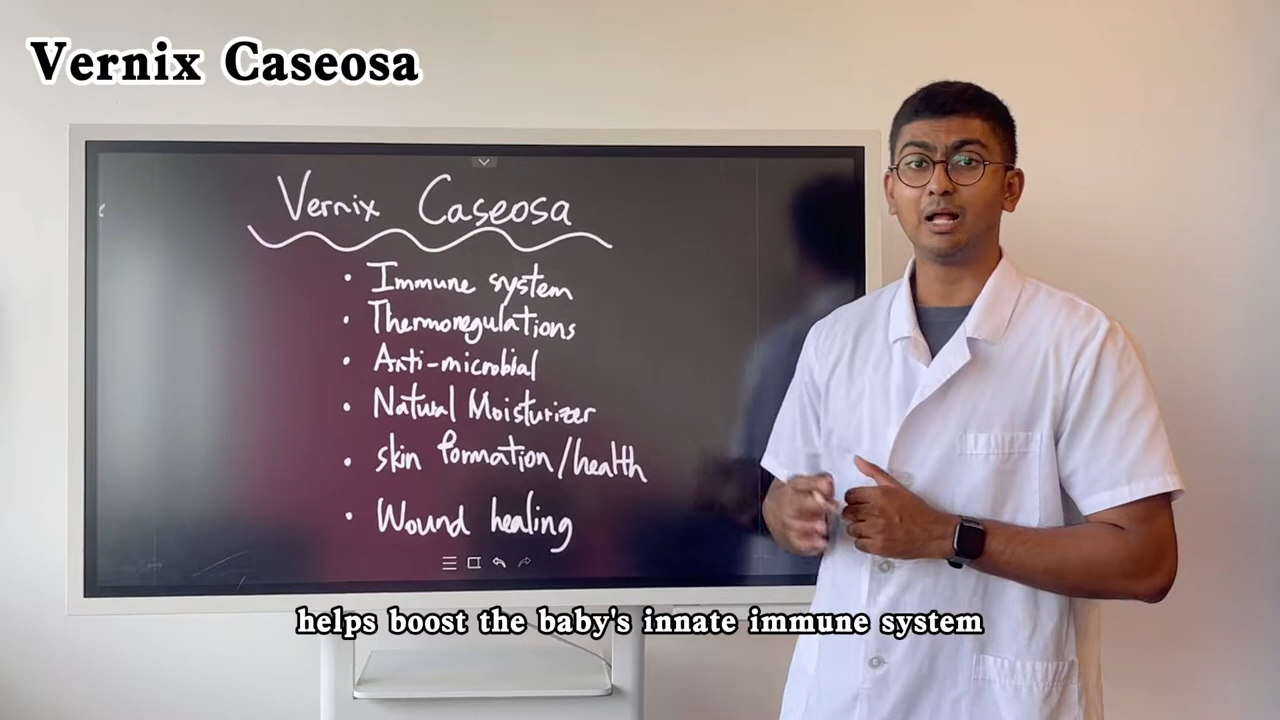 Vernix Caseosa
Vernix Caseosa
• Immune system
• Thermoregulations
• Anti-microbial
• Natural Moisturizer
• skin formation/health
• Wound healing
helps boost the baby's innate immune system